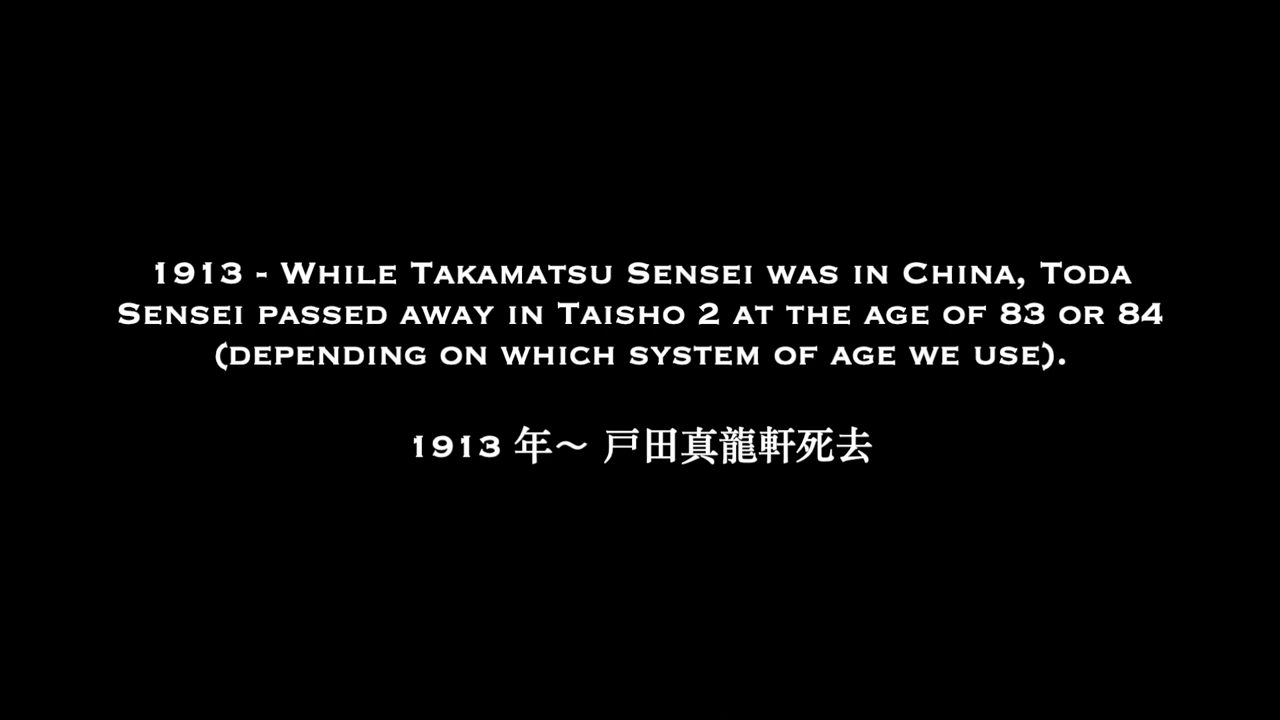 1913 - While Takamatsu Sensei was in China, Toda
Sensei passed away in Taisho 2 at the age of 83 or 84
(depending on which system of age we use).
1913 年～ 戸田真龍軒死去